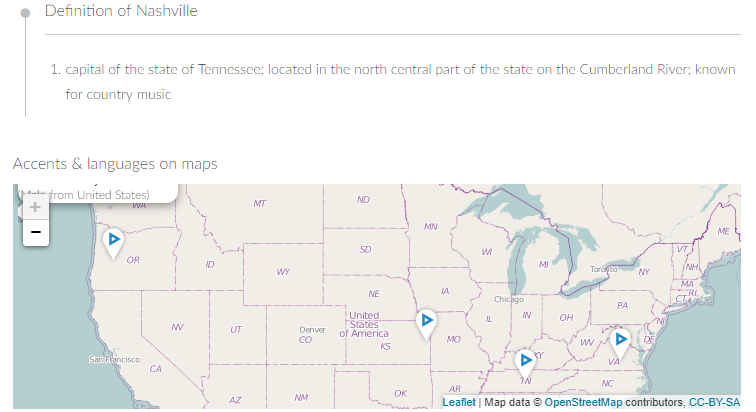 Definition of Nashville
1. capital of the state of Tennessee; located in the north central part of the state on the Cumberland River; known
for country music
Accents & languages on maps
(Male from United States)
+
−
WA
MT
ND
MN
ME
OR
ID
SD
WI
MI
Toronto
VT
NH
NY
MA
RI
CT
WY
NE
IA
Chicago
PA
NJ
NV
UT
Denver
CO
United
States
of America
KS
MO
IL
IN
OH
WV
DE
VA
San Francisco
CA
KY
TN
NC
AZ
NM
OK
AR
Leaflet | Map data © OpenStreetMap contributors, CC-BY-SA